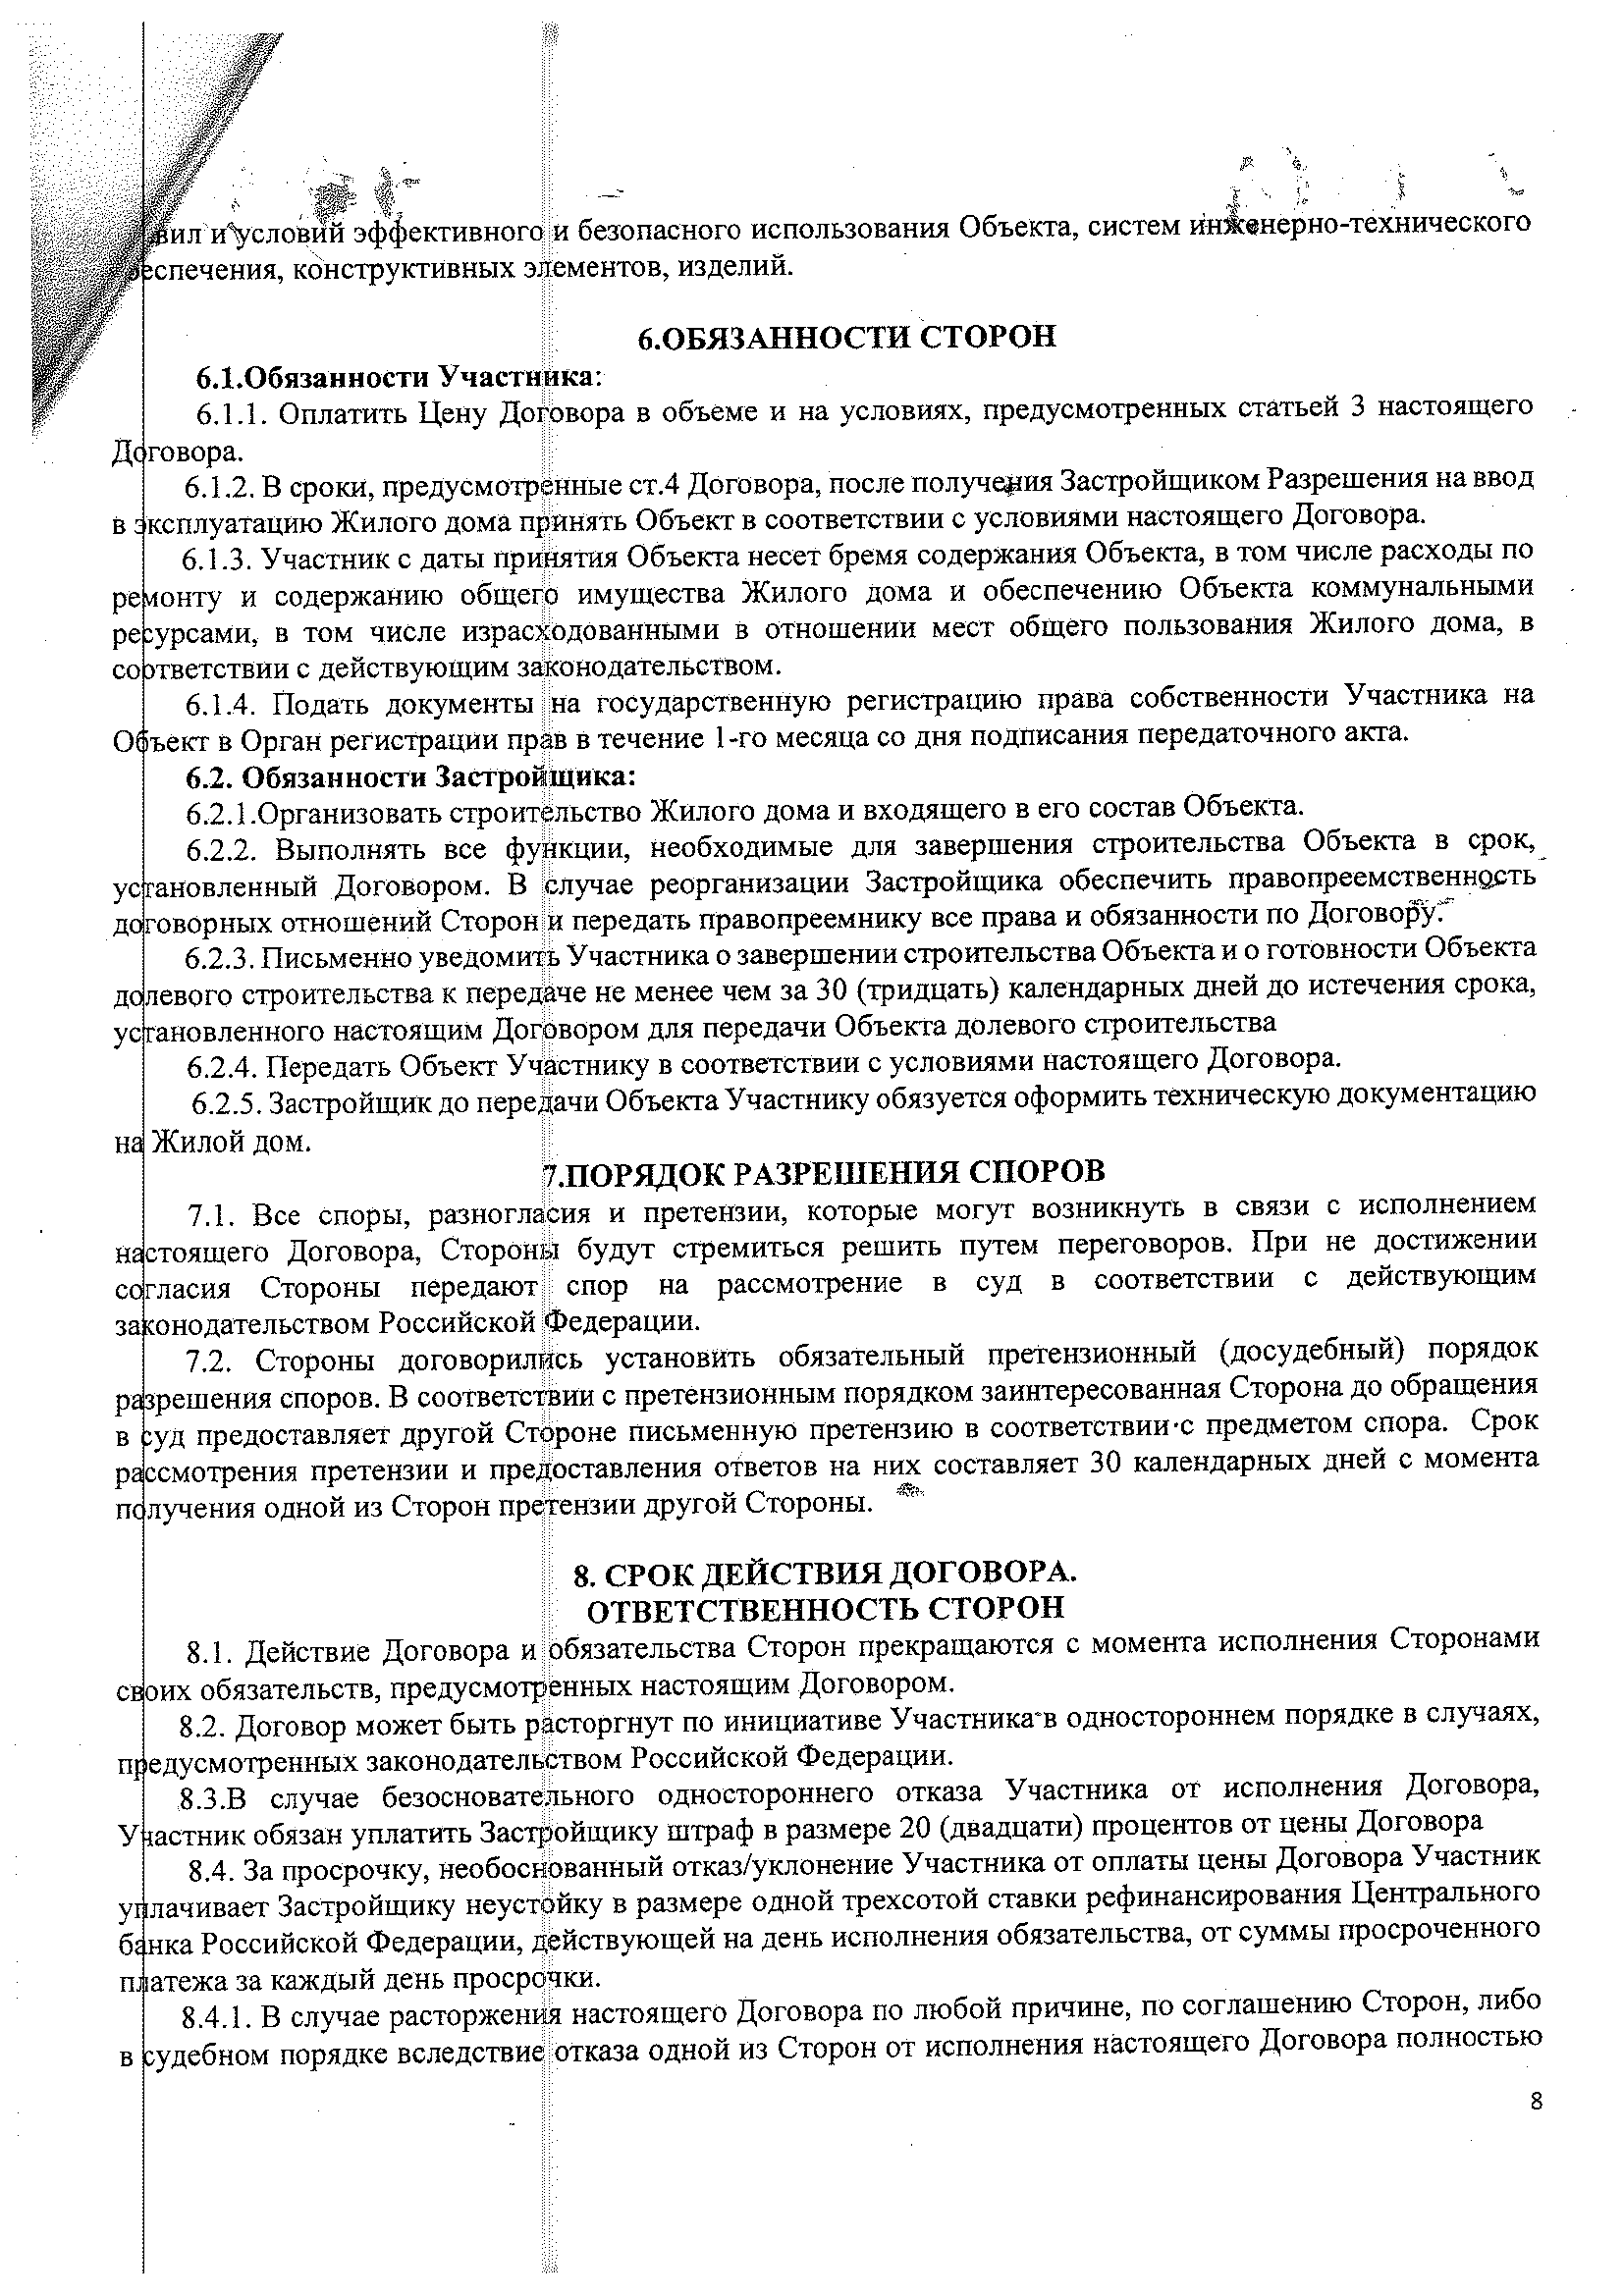 и условий эффективного и безопасного использования Объекта, систем инженерно-технического
конструктивных элементов, изделий.
6.ОБЯЗАННОСТИ СТОРОН
6.1.Обязанности Участника:
6.1.1. Оплатить Цену Договора в объеме и на условиях, предусмотренных статьей 3 настоящего
Договора.
6.1.2. В сроки, предусмотренные ст.4 Договора, после получения Застройщиком Разрешения на ввод
в эксплуатацию Жилого дома принять Объект в соответствии с условиями настоящего Договора.
6.1.3. Участник с даты принятия Объекта несет бремя содержания Объекта, в том числе расходы по
ремонту и содержанию общего имущества Жилого дома и обеспечению Объекта коммунальными
ресурсами, в том числе израсходованными в отношении мест общего пользования Жилого дома, в
соответствии с действующим законодательством.
6.1.4. Подать документы на государственную регистрацию права собственности Участника на
Объект в Орган регистрации прав в течение 1-го месяца со дня подписания передаточного акта.
6.2. Обязанности Застройщика:
6.2.1.Организовать строительство Жилого дома и входящего в его состав Объекта.
6.2.2. Выполнять все функции, необходимые для завершения строительства Объекта в срок,
установленный Договором. В случае реорганизации Застройщика обеспечить правопреемственность
договорных отношений Сторон и передать правопреемнику все права и обязанности по Договору.
6.2.3. Письменно уведомить Участника о завершении строительства Объекта и о готовности Объекта
долевого строительства к передаче не менее чем за 30 (тридцать) календарных дней до истечения срока,
установленного настоящим Договором для передачи Объекта долевого строительства
6.2.4. Передать Объект Участнику в соответствии с условиями настоящего Договора.
6.2.5. Застройщик до передачи Объекта Участнику обязуется оформить техническую документацию
на Жилой дом.
7.ПОРЯДОК РАЗРЕШЕНИЯ СПОРОВ
7.1. Все споры, разногласия и претензии, которые могут возникнуть в связи с исполнением
настоящего Договора, Стороны будут стремиться решить путем переговоров. При не достижении
согласия Стороны передают спор на рассмотрение в суд в соответствии с действующим
законодательством Российской Федерации.
7.2. Стороны договорились установить обязательный претензионный (досудебный) порядок
разрешения споров. В соответствии с претензионным порядком заинтересованная Сторона до обращения
в суд предоставляет другой Стороне письменную претензию в соответствии с предметом спора. Срок
рассмотрения претензии и предоставления ответов на них составляет 30 календарных дней с момента
получения одной из Сторон претензии другой Стороны.
8. СРОК ДЕЙСТВИЯ ДОГОВОРА.
ОТВЕТСТВЕННОСТЬ СТОРОН
8.1. Действие Договора и обязательства Сторон прекращаются с момента исполнения Сторонами
своих обязательств, предусмотренных настоящим Договором.
8.2. Договор может быть расторгнут по инициативе Участника в одностороннем порядке в случаях,
предусмотренных законодательством Российской Федерации.
8.3.В случае безосновательного одностороннего отказа Участника от исполнения Договора,
Участник обязан уплатить Застройщику штраф в размере 20 (двадцати) процентов от цены Договора
8.4. За просрочку, необоснованный отказ/уклонение Участника от оплаты цены Договора Участник
уплачивает Застройщику неустойку в размере одной трехсотой ставки рефинансирования Центрального
банка Российской Федерации, действующей на день исполнения обязательства, от суммы просроченного
платежа за каждый день просрочки.
8.4.1. В случае расторжения настоящего Договора по любой причине, по соглашению Сторон, либо
в судебном порядке вследствие отказа одной из Сторон от исполнения настоящего Договора полностью
8